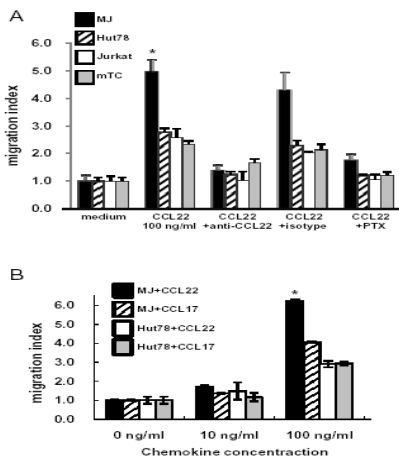 A
MJ
Hut78
Jurkat
mTC
migration index
6.0
5.0
4.0
3.0
2.0
1.0
0.0
*
medium
CCL22
100 ng/ml
CCL22
+anti-CCL22
CCL22
+isotype
CCL22
+PTX
B
MJ+CCL22
MJ+CCL17
Hut78+CCL22
Hut78+CCL17
migration index
6.0
5.0
4.0
3.0
2.0
1.0
0.0
*
0 ng/ml
10 ng/ml
100 ng/ml
Chemokine concontraction